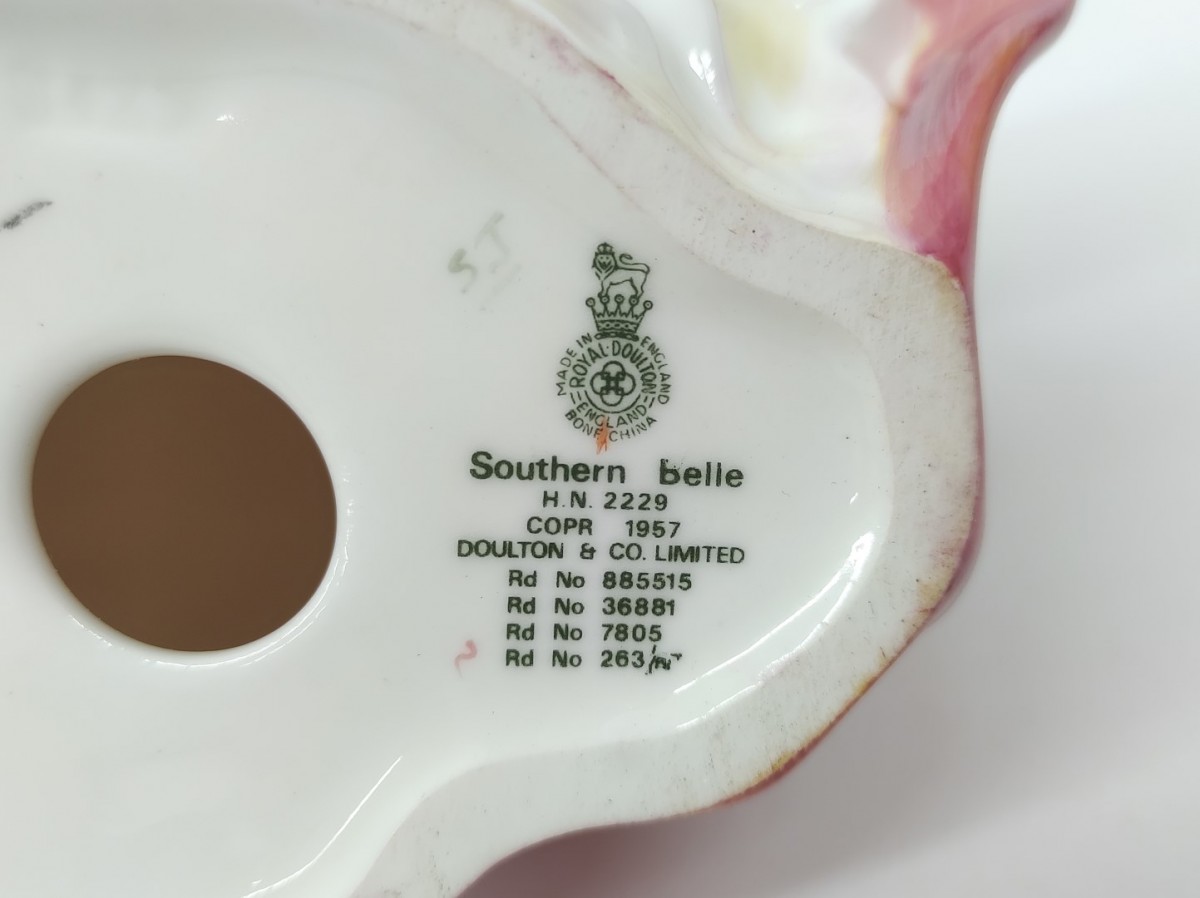 SJ
MADE IN ENGLAND
ROYAL·DOULTON
ENGLAND
BONE CHINA
Southern Belle
H.N. 2229
COPR 1957
DOULTON & CO. LIMITED
Rd No 885515
Rd No 36881
Rd No 7805
Rd No 263/